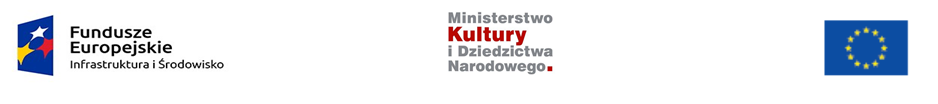 Fundusze
Europejskie
Infrastruktura i Środowisko
Ministerstwo
Kultury
i Dziedzictwa
Narodowego.